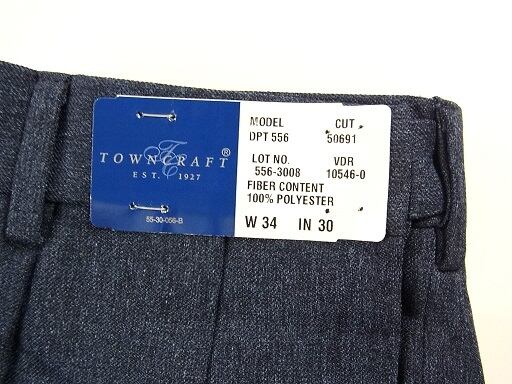 TOWNCRAFT®
EST. 1927
55-30-056-B
MODEL CUT
DPT 556 50691
LOT NO. VDR
556-3008 10546-0
FIBER CONTENT
100% POLYESTER
W 34 IN 30